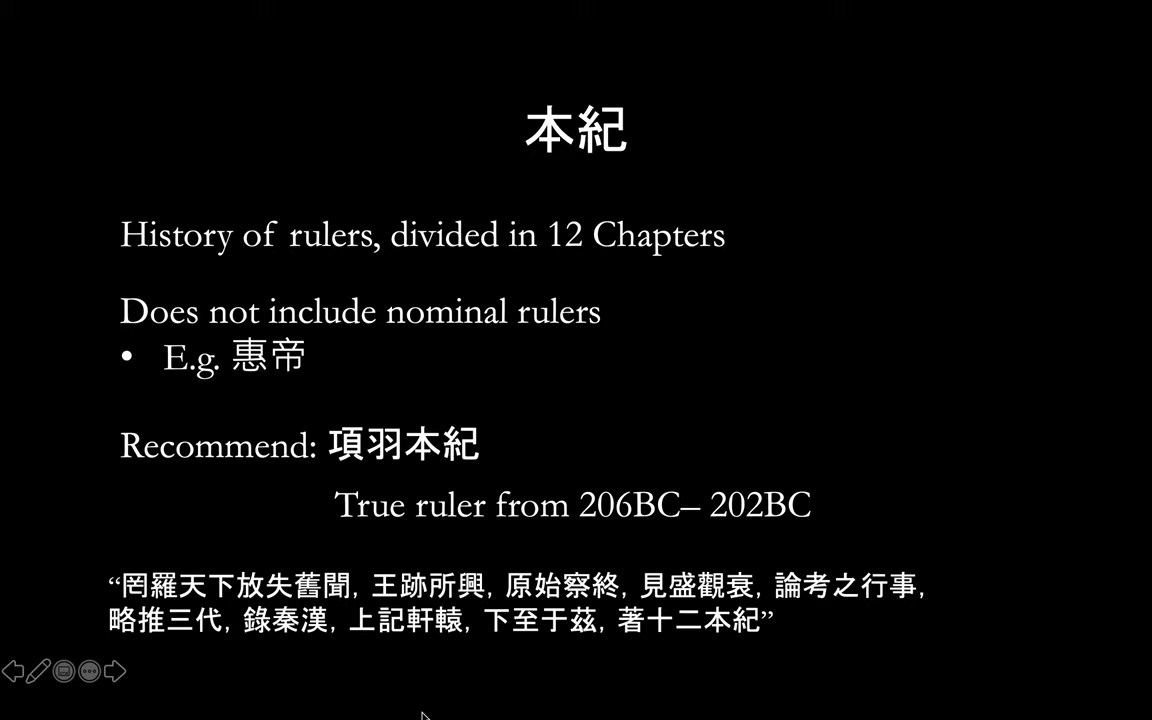 本紀
History of rulers, divided in 12 Chapters
Does not include nominal rulers
• E.g. 惠帝
Recommend: 項羽本紀
True ruler from 206BC– 202BC
“罔羅天下放失舊聞, 王跡所興, 原始察終, 見盛觀衰, 論考之行事,
略推三代, 錄秦漢, 上記軒轅, 下至于茲, 著十二本紀”